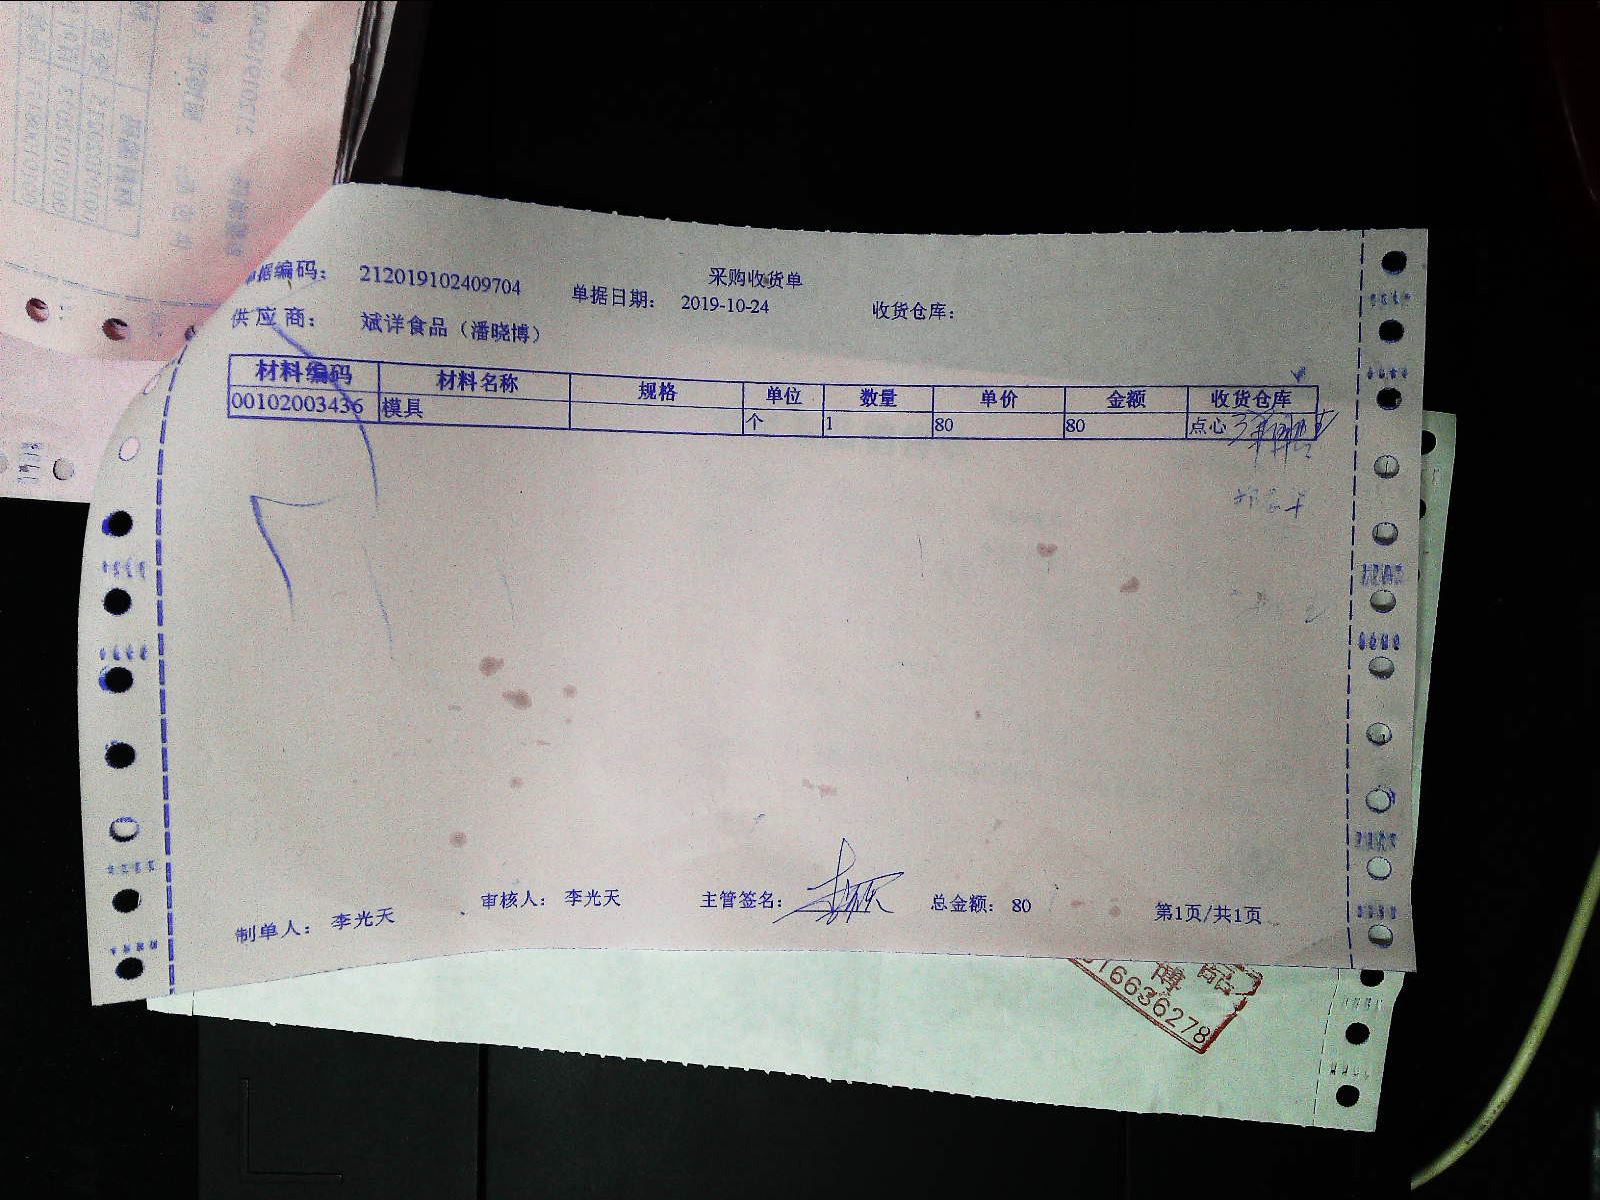 采购收货单
单据编码： 212019102409704 单据日期： 2019-10-24 收货仓库：
供应商： 斌洋食品（潘晓博）
材料编码 材料名称 规格 单位 数量 单价 金额 收货仓库
00102003436 模具 个 1 80 80 点心
制单人： 李光天 审核人： 李光天 主管签名： 总金额： 80 第1页/共1页
16636278